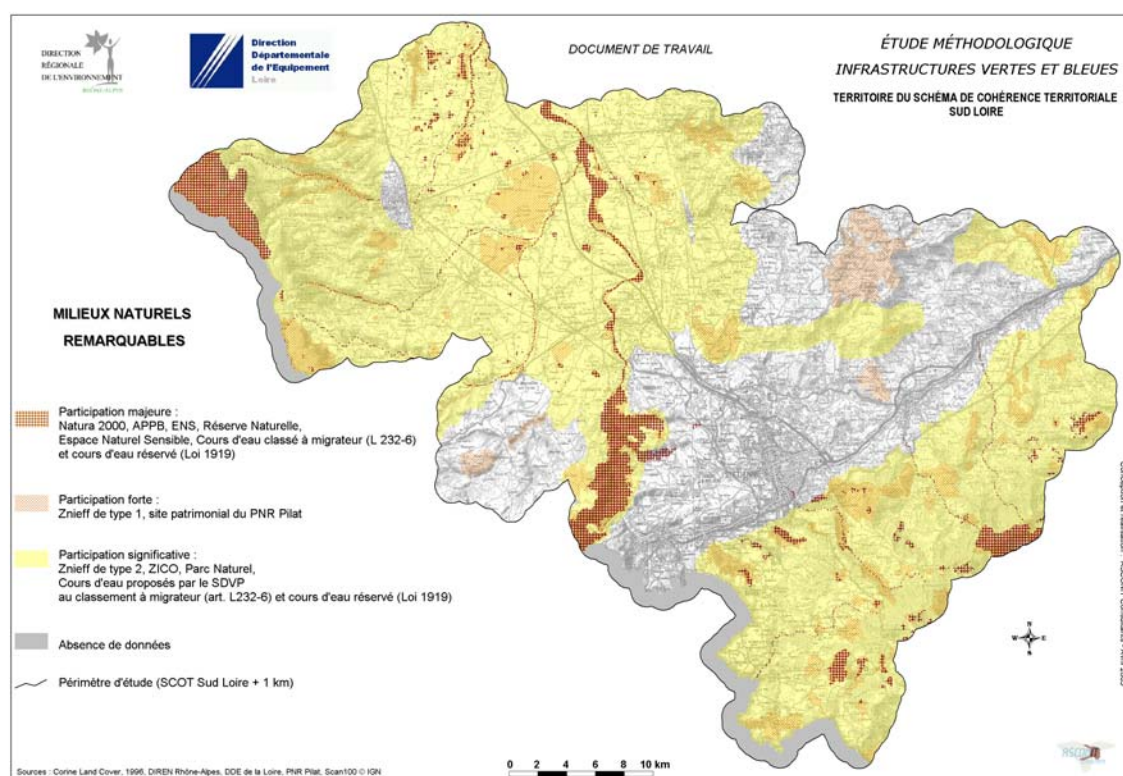 DIRECTION
RÉGIONALE
DE L'ENVIRONNEMENT
RHÔNE-ALPES
Direction
Départementale
de l'Equipement
Loire
DOCUMENT DE TRAVAIL
ÉTUDE MÉTHODOLOGIQUE
INFRASTRUCTURES VERTES ET BLEUES
TERRITOIRE DU SCHÉMA DE COHÉRENCE TERRITORIALE
SUD LOIRE
MILIEUX NATURELS
REMARQUABLES
Participation majeure :
Natura 2000, APPB, ENS, Réserve Naturelle,
Espace Naturel Sensible, Cours d'eau classé à migrateur (L 232-6)
et cours d'eau réservé (Loi 1919)
Participation forte :
Znieff de type 1, site patrimonial du PNR Pilat
Participation significative :
Znieff de type 2, ZICO, Parc Naturel,
Cours d'eau proposés par le SDVP
au classement à migrateur (art. L232-6) et cours d'eau réservé (Loi 1919)
Absence de données
Périmètre d'étude (SCOT Sud Loire + 1 km)
N
W E
S
0 2 4 6 8 10 km
Sources : Corine Land Cover, 1996, DIREN Rhône-Alpes, DDE de la Loire, PNR Pilat, Scan100 © IGN